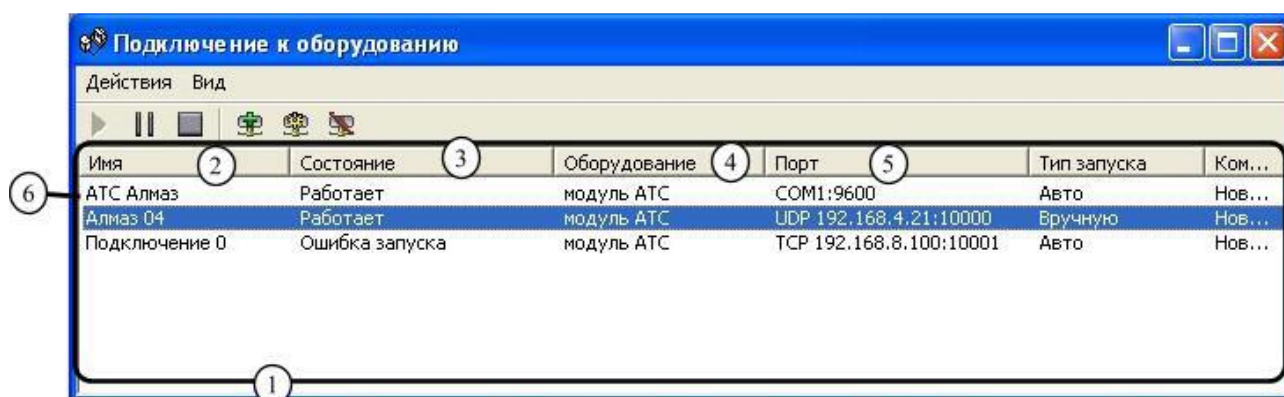 Подключение к оборудованию
Действия Вид
Имя 2 Состояние 3 Оборудование 4 Порт 5 Тип запуска Ком...
6 АТС Алмаз Работает модуль АТС COM1:9600 Авто Нов...
Алмаз 04 Работает модуль АТС UDP 192.168.4.21:10000 Вручную Нов...
Подключение 0 Ошибка запуска модуль АТС TCP 192.168.8.100:10001 Авто Нов...
1